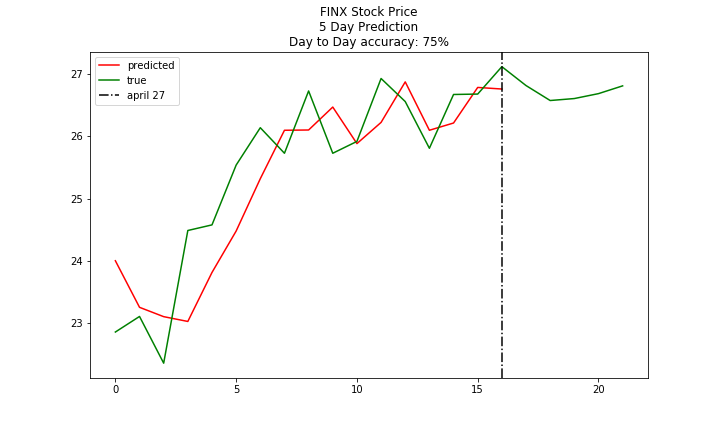 FINX Stock Price
5 Day Prediction
Day to Day accuracy: 75%
predicted
true
april 27
27
26
25
24
23
0
5
10
15
20